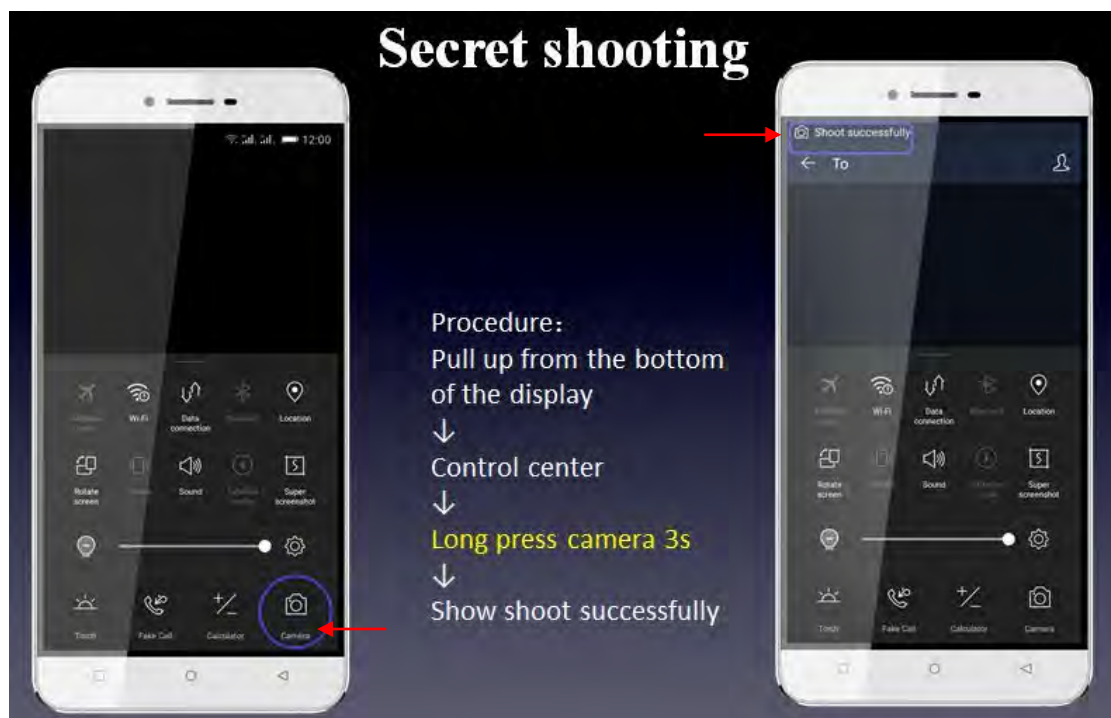 Secret shooting
12:00
Wi-Fi
Data
connection
Location
Rotate
screen
Sound
Super
screenshot
Torch
Fake Call
Calculator
Camera
Procedure:
Pull up from the bottom
of the display
↓
Control center
↓
Long press camera 3s
↓
Show shoot successfully
Shoot successfully
To
Wi-Fi
Data
connection
Location
Rotate
screen
Sound
Super
screenshot
Torch
Fake Call
Calculator
Camera